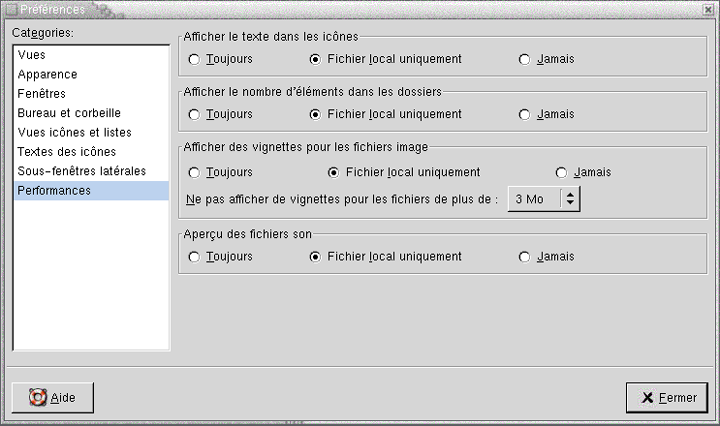 Préférences
Catégories:
Vues
Apparence
Fenêtres
Bureau et corbeille
Vues icônes et listes
Textes des icônes
Sous-fenêtres latérales
Performances
Afficher le texte dans les icônes
Toujours Fichier local uniquement Jamais
Afficher le nombre d'éléments dans les dossiers
Toujours Fichier local uniquement Jamais
Afficher des vignettes pour les fichiers image
Toujours Fichier local uniquement Jamais
Ne pas afficher de vignettes pour les fichiers de plus de : 3 Mo
Aperçu des fichiers son
Toujours Fichier local uniquement Jamais
Aide
Fermer